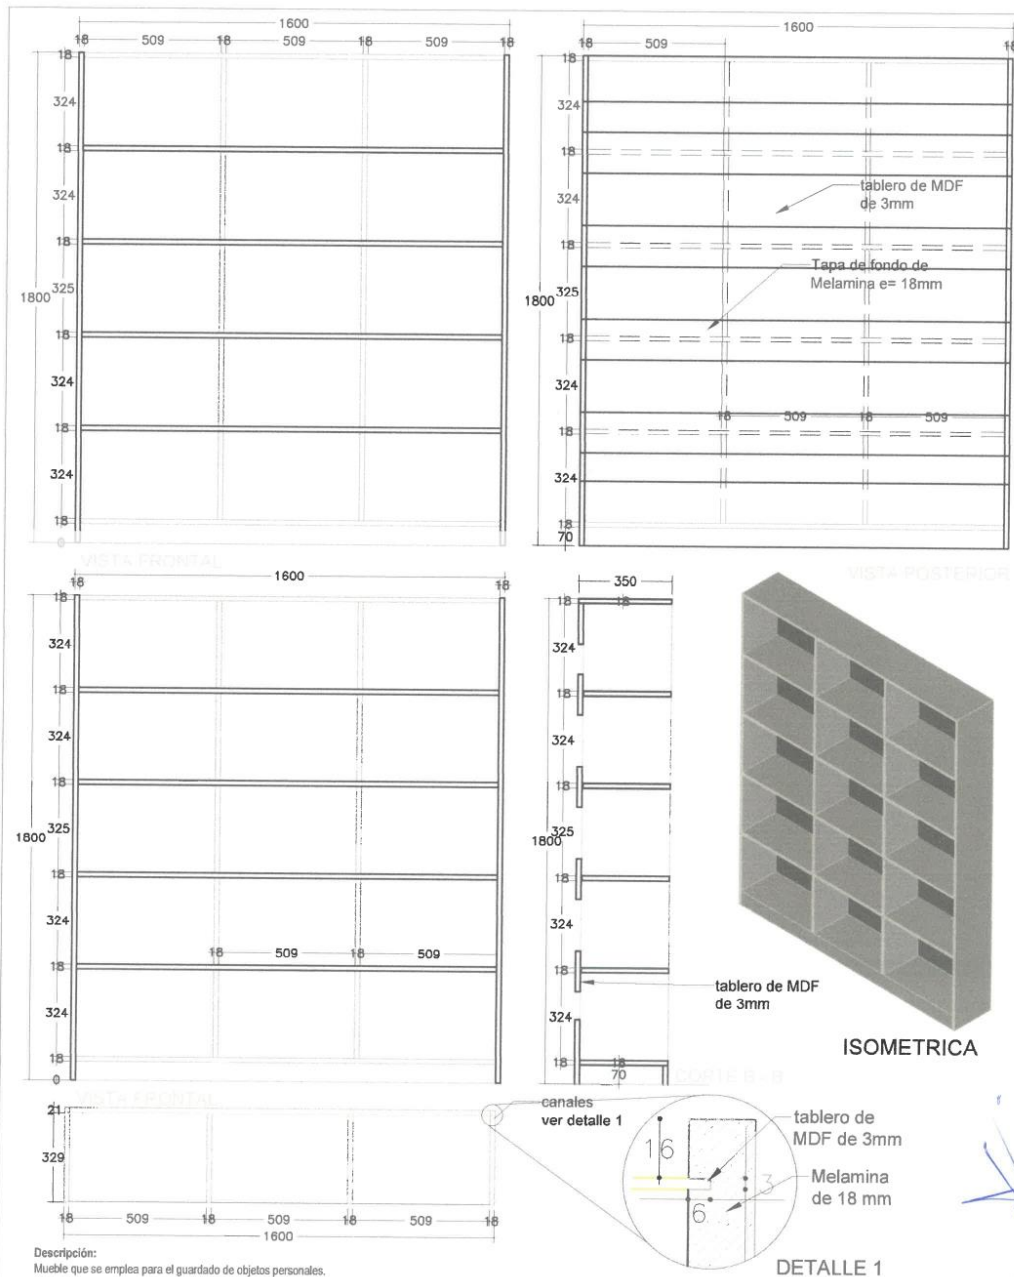 1600
18 509 18 509 18 509 18
18
324
18
324
18
1800 325
18
324
18
324
18
0
VISTA FRONTAL
1600
18 509 18
18
324
18
324
tablero de MDF
de 3mm
18
Tapa de fondo de
Melamina e= 18mm
1800 325
18
324
18 509 18 509
18
324
18
70
VISTA POSTERIOR
1600
18 18
18
324
18
324
18
1800 325
18
324
18 509 18 509
18
324
18
0
VISTA FRONTAL
350
18 18
324
18
324
18
1800 325
18
324
18
tablero de MDF
de 3mm
324
18 18
70
CORTE B - B
ISOMETRICA
21
329
18 509 18 509 18 509 18
1600
canales
ver detalle 1
16
6
3
tablero de
MDF de 3mm
Melamina
de 18 mm
DETALLE 1
Descripción:
Mueble que se emplea para el guardado de objetos personales.